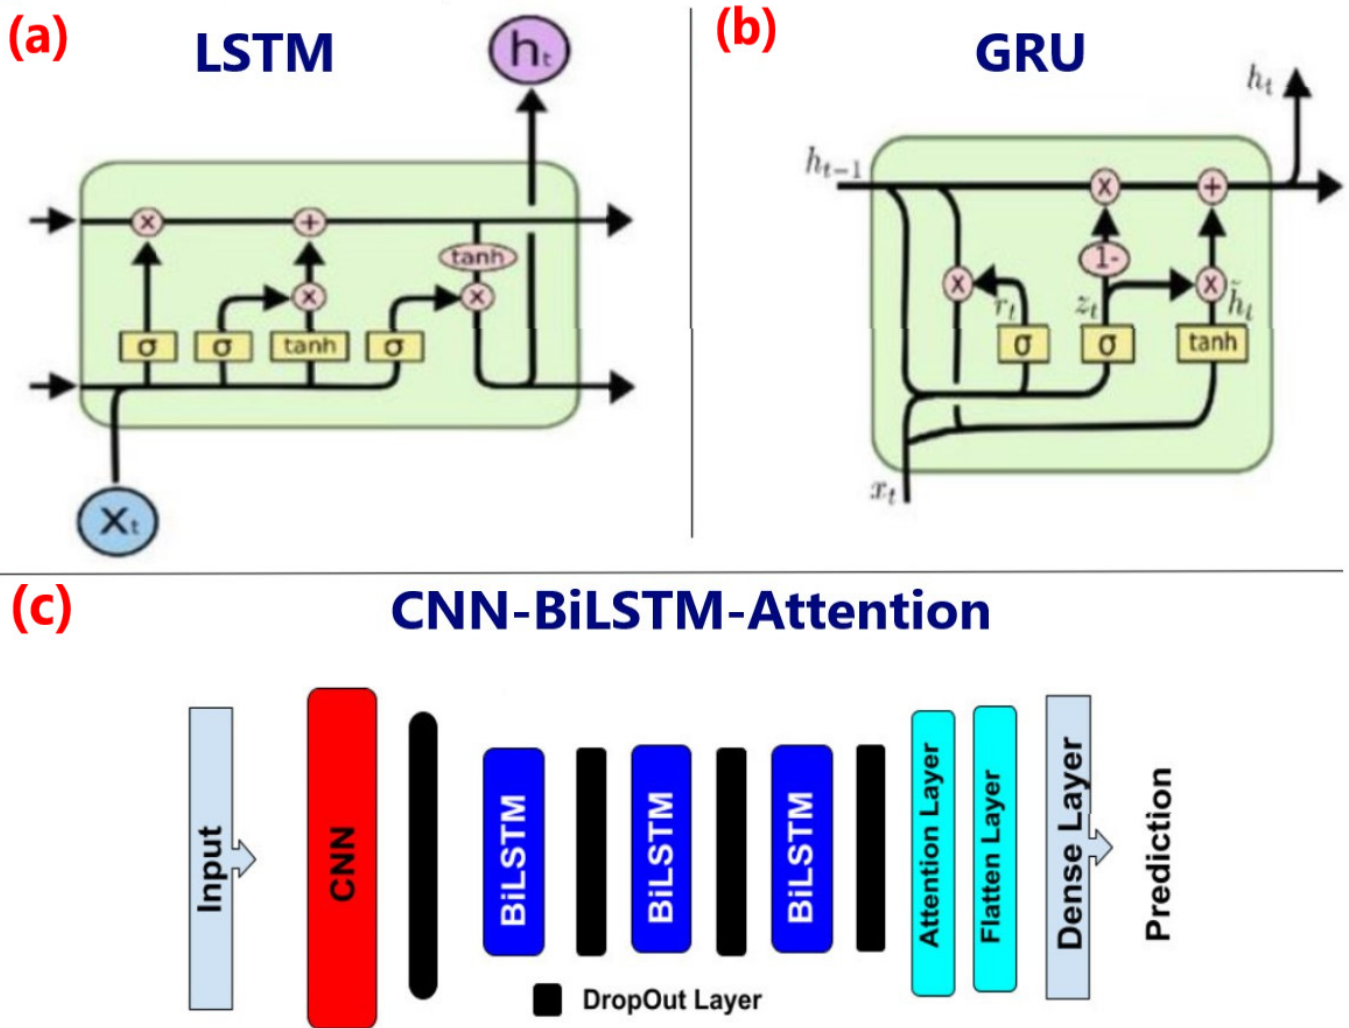 (a)
LSTM
hₜ
×
+
tanh
×
×
σ
σ
tanh
σ
Xₜ
(b)
GRU
hₜ
hₜ₋₁
×
+
1-
×
×
rₜ
zₜ
h̃ₜ
σ
σ
tanh
xₜ
(c)
CNN-BiLSTM-Attention
Input
CNN
BiLSTM
BiLSTM
BiLSTM
Attention Layer
Flatten Layer
Dense Layer
Prediction
DropOut Layer